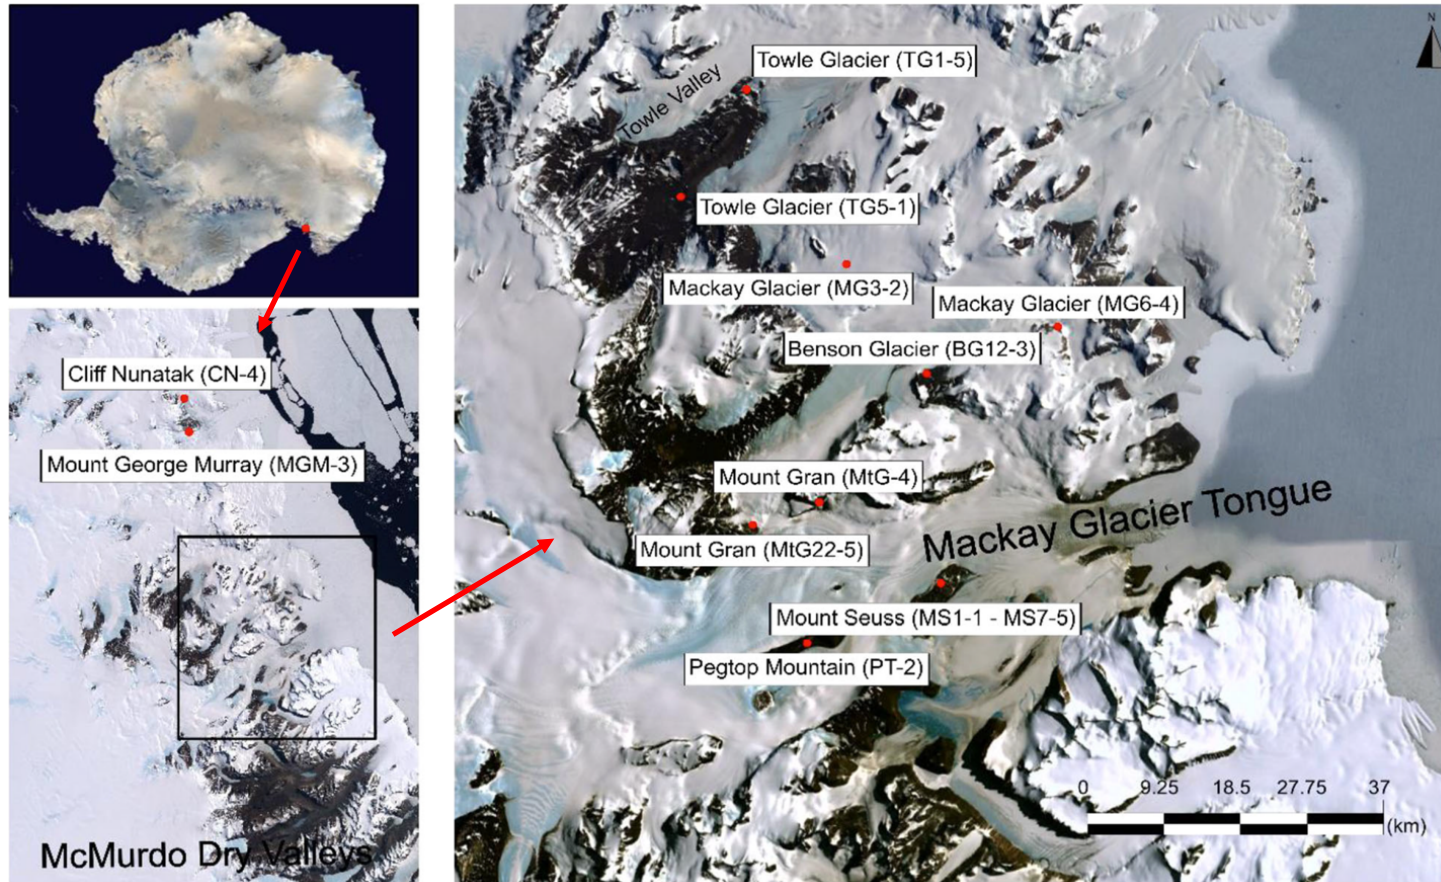 Cliff Nunatak (CN-4)
Mount George Murray (MGM-3)
McMurdo Dry Valleys
N
Towle Glacier (TG1-5)
Towle Valley
Towle Glacier (TG5-1)
Mackay Glacier (MG3-2)
Mackay Glacier (MG6-4)
Benson Glacier (BG12-3)
Mount Gran (MtG-4)
Mackay Glacier Tongue
Mount Gran (MtG22-5)
Mount Seuss (MS1-1 - MS7-5)
Pegtop Mountain (PT-2)
0 9.25 18.5 27.75 37
(km)